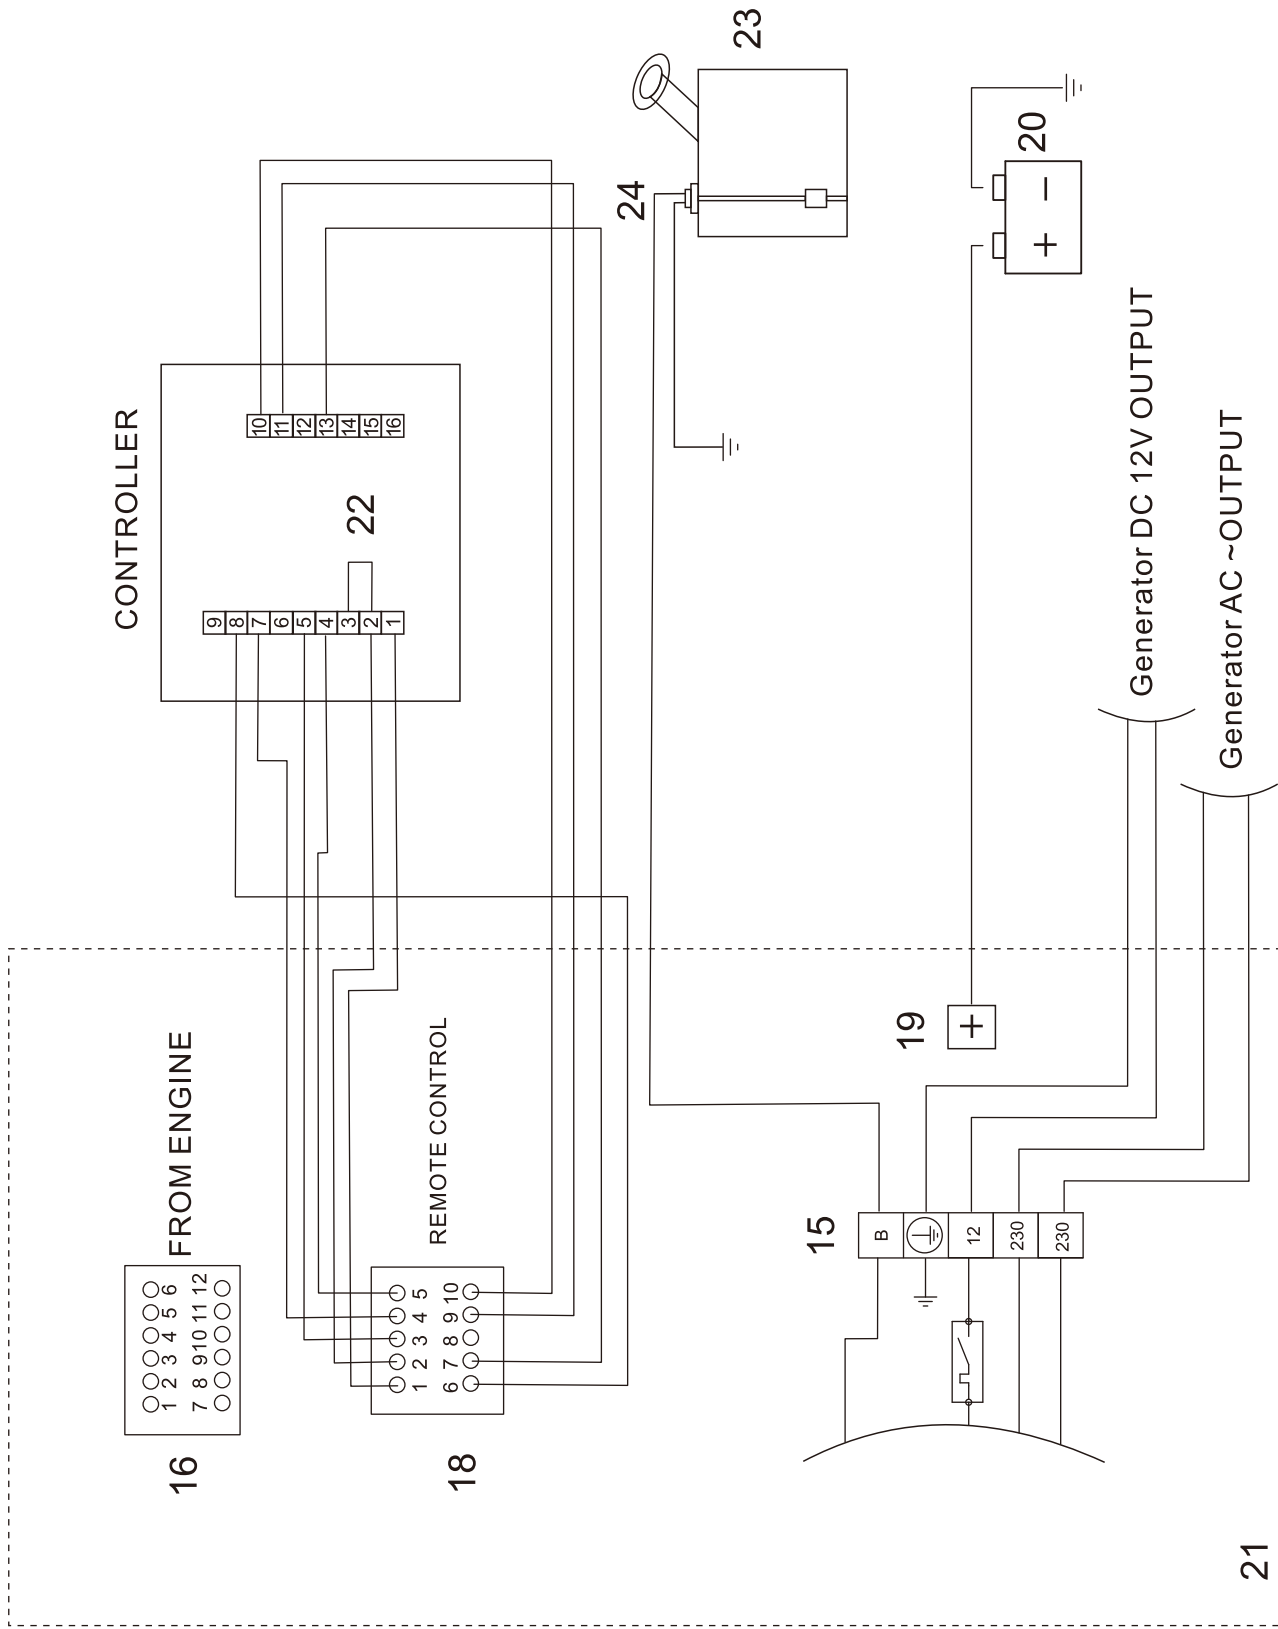 CONTROLLER
10 11 12 13 14 15 16
22
9 8 7 6 5 4 3 2 1
23
24
20
+ −
Generator DC 12V OUTPUT
Generator AC ~OUTPUT
FROM ENGINE
1 2 3 4 5 6
7 8 9 10 11 12
16
REMOTE CONTROL
1 2 3 4 5
6 7 8 9 10
18
19
+
15
B
12
230
230
21